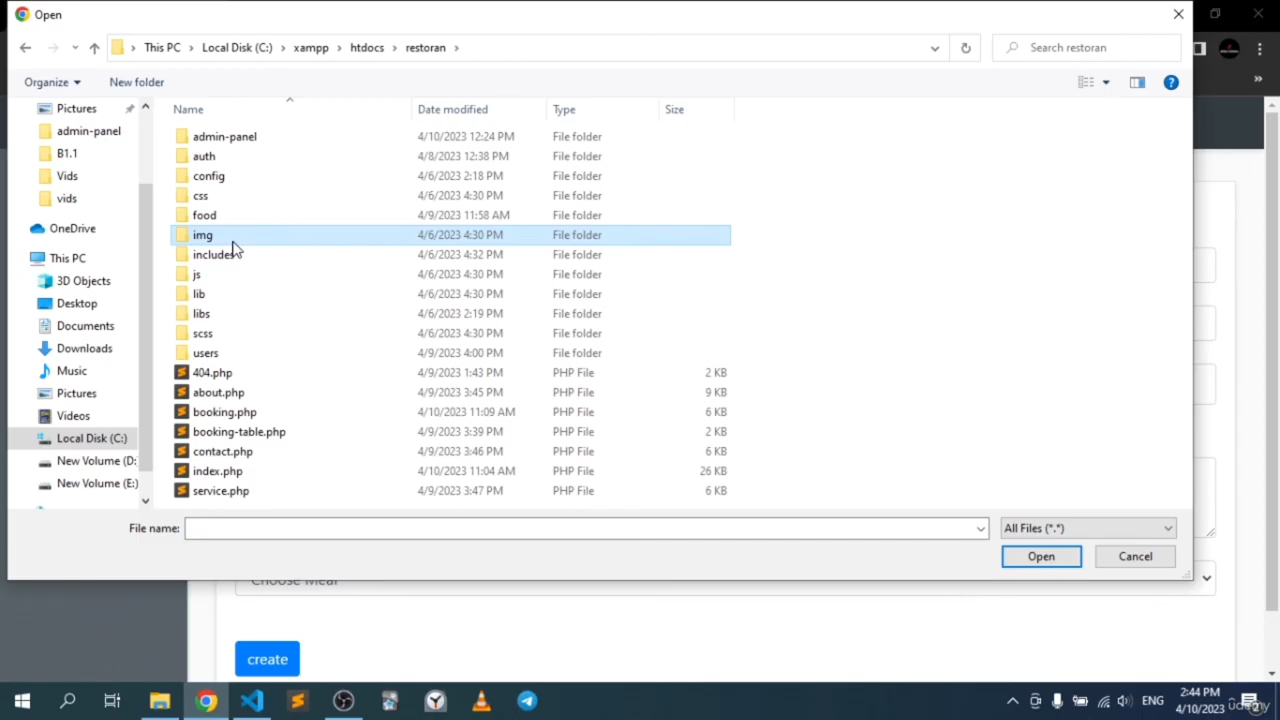 Open
This PC
Local Disk (C:)
xampp
htdocs
restoran
Search restoran
Organize
New folder
Name
Date modified
Type
Size
Pictures
admin-panel
B1.1
Vids
vids
OneDrive
This PC
3D Objects
Desktop
Documents
Downloads
Music
Pictures
Videos
Local Disk (C:)
New Volume (D:
New Volume (E:)
admin-panel 4/10/2023 12:24 PM File folder
auth 4/8/2023 12:38 PM File folder
config 4/6/2023 2:18 PM File folder
css 4/6/2023 4:30 PM File folder
food 4/9/2023 11:58 AM File folder
img 4/6/2023 4:30 PM File folder
includes 4/6/2023 4:32 PM File folder
js 4/6/2023 4:30 PM File folder
lib 4/6/2023 4:30 PM File folder
libs 4/6/2023 2:19 PM File folder
scss 4/6/2023 4:30 PM File folder
users 4/9/2023 4:00 PM File folder
404.php 4/9/2023 1:43 PM PHP File 2 KB
about.php 4/9/2023 3:45 PM PHP File 9 KB
booking.php 4/10/2023 11:09 AM PHP File 6 KB
booking-table.php 4/9/2023 3:39 PM PHP File 2 KB
contact.php 4/9/2023 3:46 PM PHP File 6 KB
index.php 4/10/2023 11:04 AM PHP File 26 KB
service.php 4/9/2023 3:47 PM PHP File 6 KB
File name:
All Files (*.*)
Open
Cancel
Choose Meal
create
ENG
2:44 PM
4/10/2023
udemy